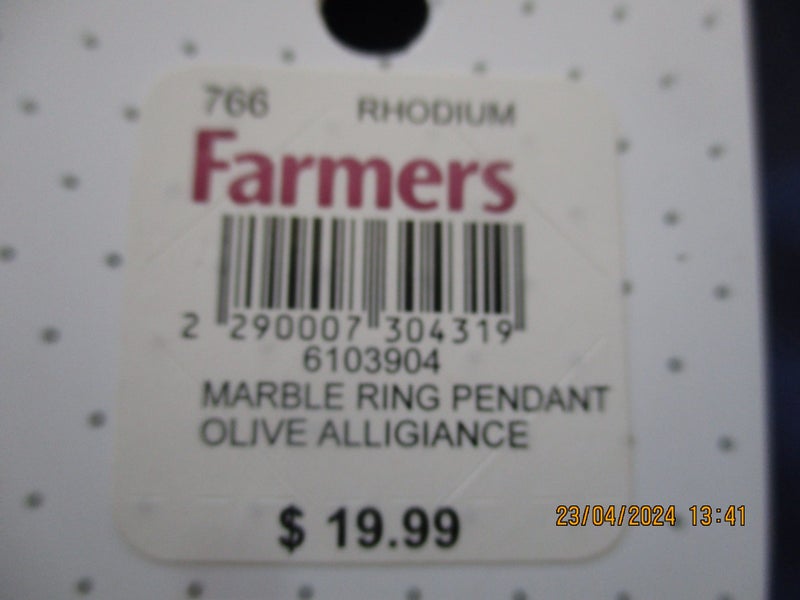 766 RHODIUM
Farmers
2 290007 304319
6103904
MARBLE RING PENDANT
OLIVE ALLIGIANCE
$ 19.99
23/04/2024 13:41